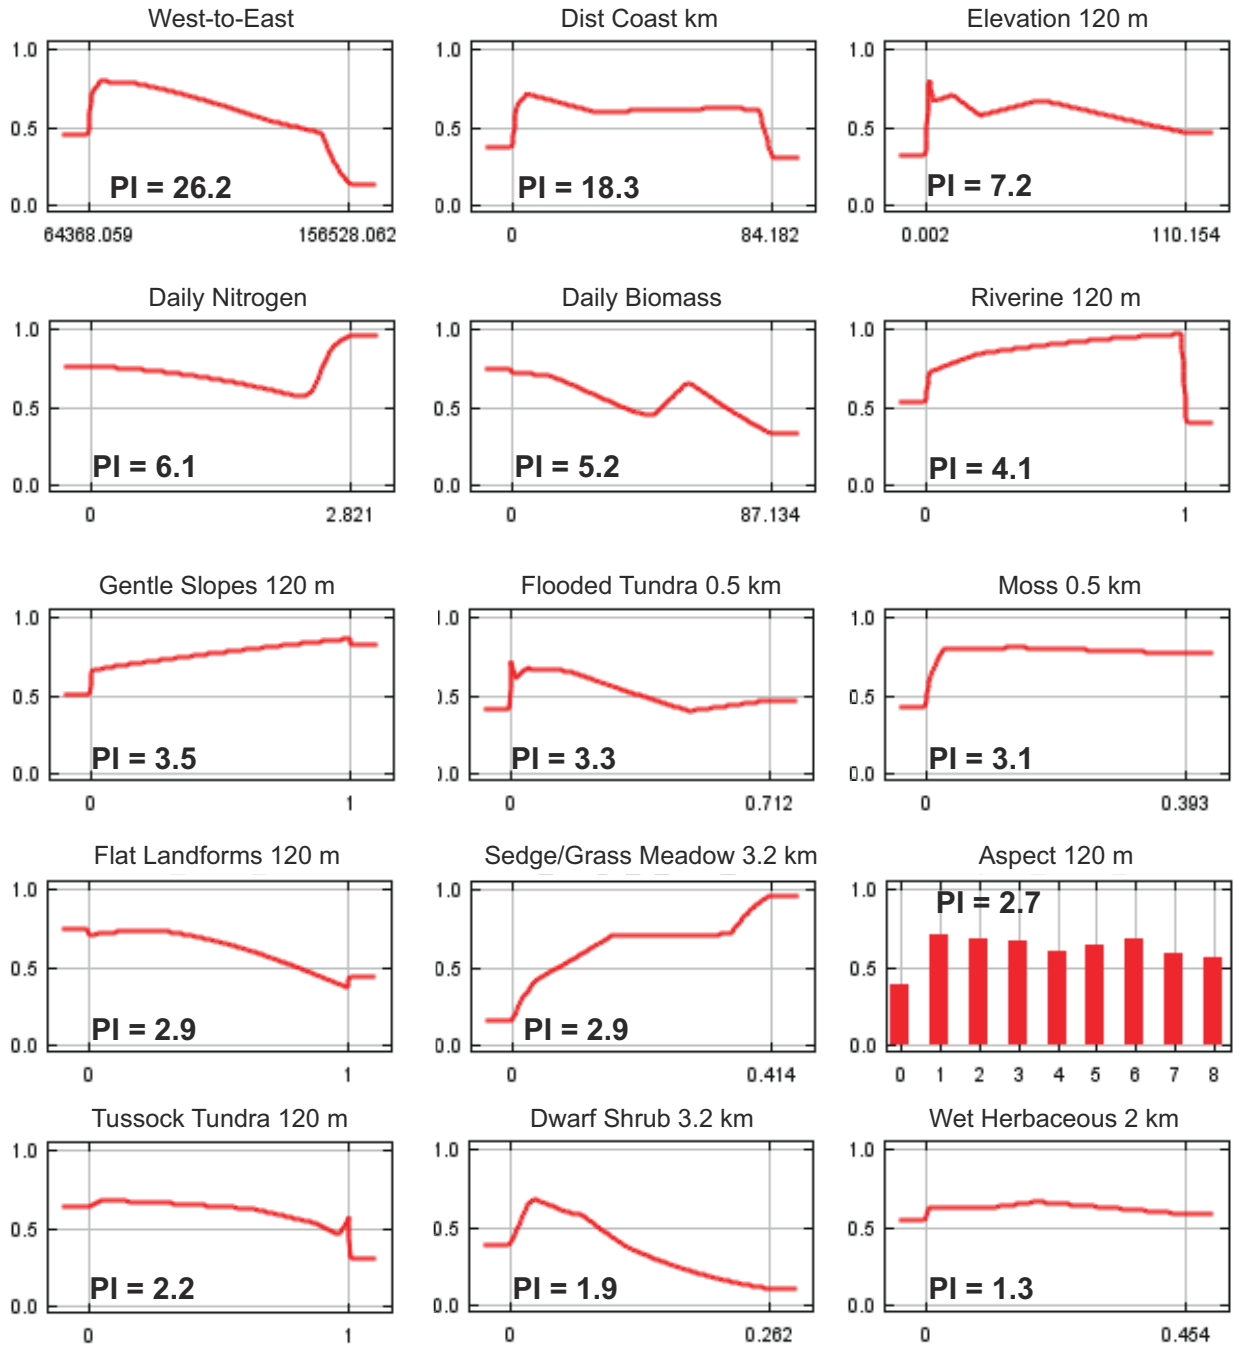 West-to-East Dist Coast km Elevation 120 m
1.0 1.0 1.0
0.5 0.5 0.5
PI = 26.2 PI = 18.3 PI = 7.2
0.0 0.0 0.0
64368.059 156528.062 0 84.182 0.002 110.154
Daily Nitrogen Daily Biomass Riverine 120 m
1.0 1.0 1.0
0.5 0.5 0.5
PI = 6.1 PI = 5.2 PI = 4.1
0.0 0.0 0.0
0 2.821 0 87.134 0 1
Gentle Slopes 120 m Flooded Tundra 0.5 km Moss 0.5 km
1.0 1.0 1.0
0.5 0.5 0.5
PI = 3.5 PI = 3.3 PI = 3.1
0.0 0.0 0.0
0 1 0 0.712 0 0.393
Flat Landforms 120 m Sedge/Grass Meadow 3.2 km Aspect 120 m
1.0 1.0 1.0
PI = 2.7
0.5 0.5 0.5
PI = 2.9 PI = 2.9
0.0 0.0 0.0
0 1 0 0.414 0 1 2 3 4 5 6 7 8
Tussock Tundra 120 m Dwarf Shrub 3.2 km Wet Herbaceous 2 km
1.0 1.0 1.0
0.5 0.5 0.5
PI = 2.2 PI = 1.9 PI = 1.3
0.0 0.0 0.0
0 1 0 0.262 0 0.454